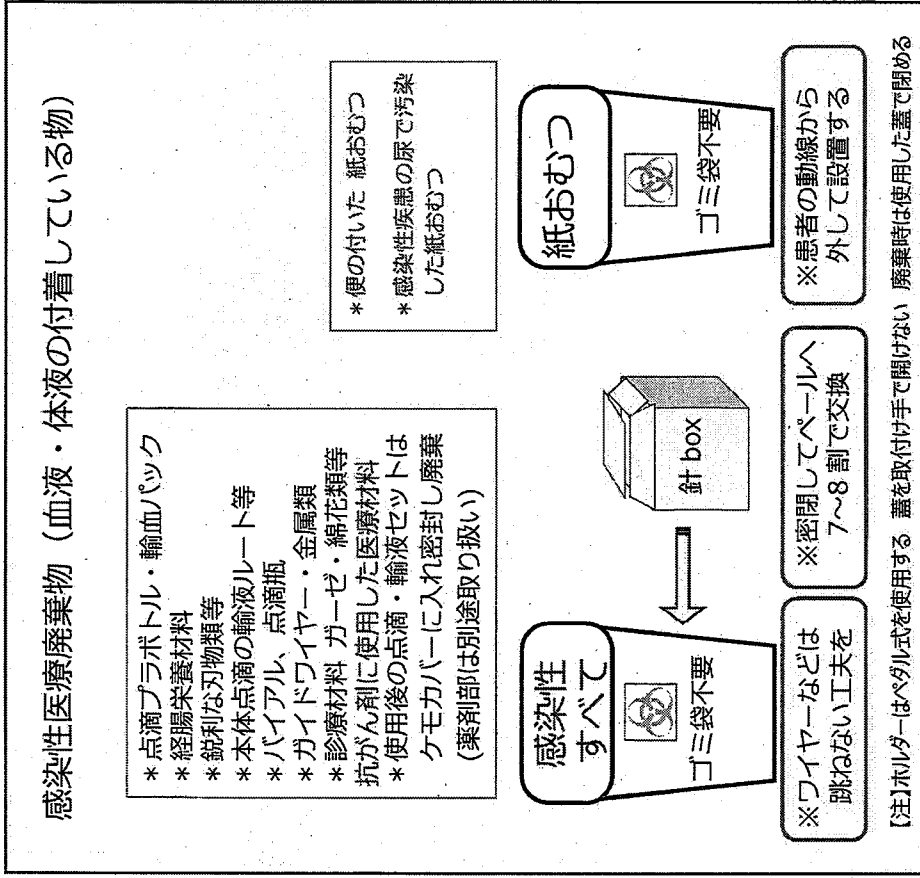 感染性医療廃棄物（血液・体液の付着している物）
＊点滴プラボトル・輸血パック
＊経腸栄養材料
＊鋭利な刃物類等
＊本体点滴の輸液ルート等
＊バイアル、点滴瓶
＊ガイドワイヤー・金属類
＊診療材料 ガーゼ・綿花類等
抗がん剤に使用した医療材料
＊使用後の点滴・輸液セットは
ケモカバーに入れ密封し廃棄
(薬剤部は別途取り扱い)
＊便の付いた 紙おむつ
＊感染性疾患の尿で汚染
した紙おむつ
感染性
すべて
ゴミ袋不要
針 box
紙おむつ
ゴミ袋不要
※ワイヤーなどは
跳ねない工夫を
※密閉してペールへ
7～8 割で交換
※患者の動線から
外して設置する
【注】ホルダーはペダル式を使用する 蓋を取付け手で開けない 廃棄時は使用した蓋で閉める